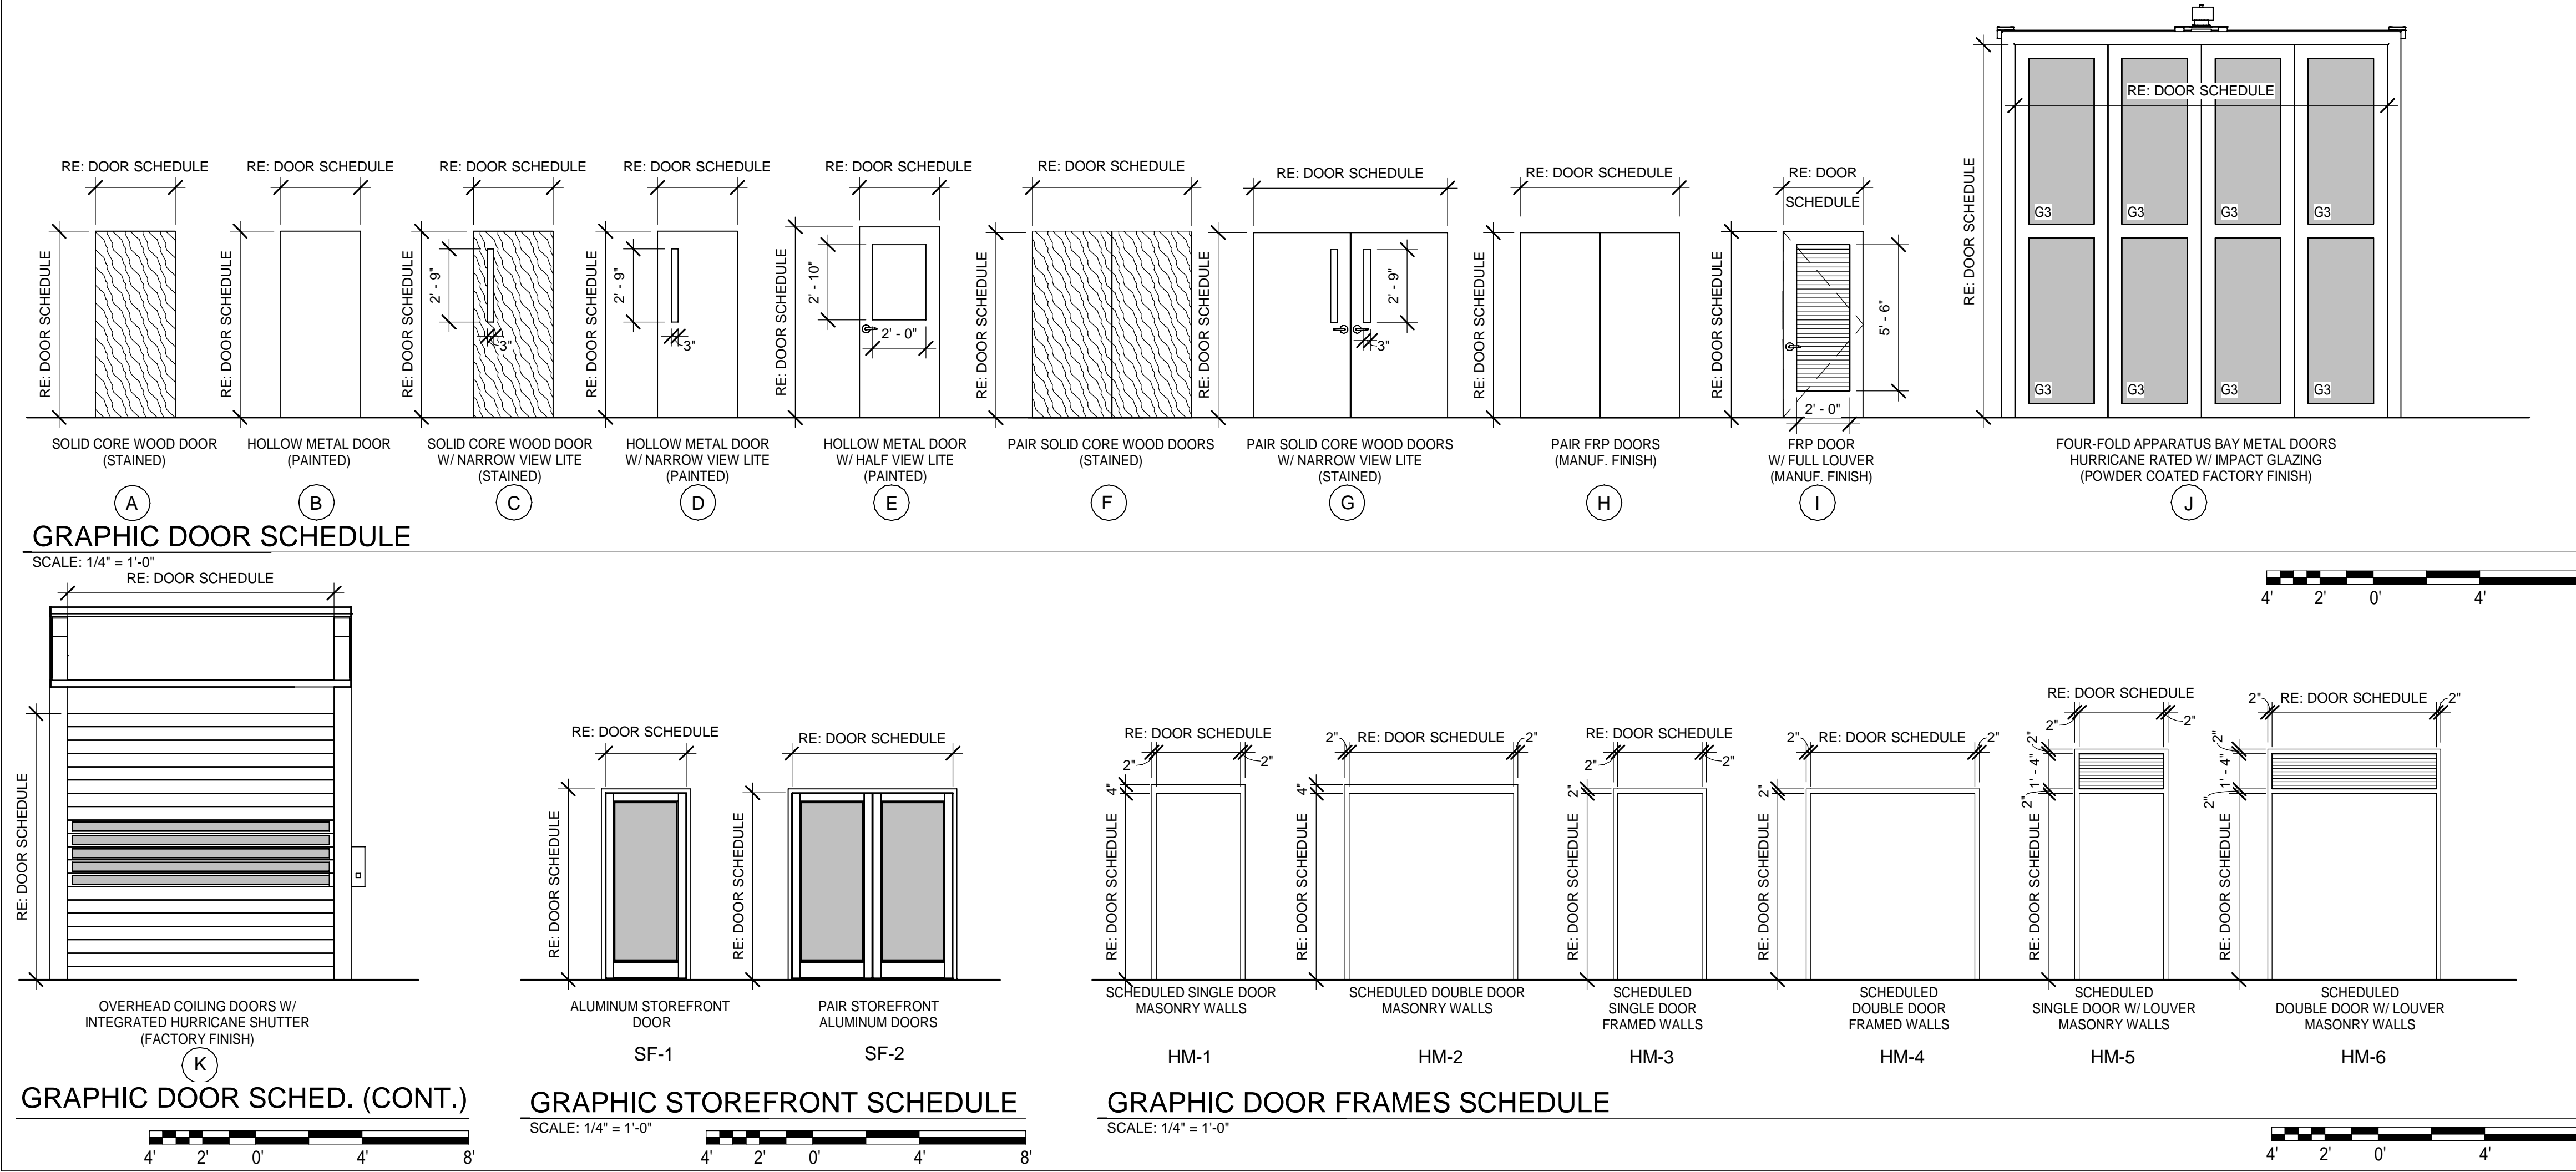 RE: DOOR SCHEDULE
RE: DOOR SCHEDULE
SOLID CORE WOOD DOOR
(STAINED)
A
RE: DOOR SCHEDULE
RE: DOOR SCHEDULE
HOLLOW METAL DOOR
(PAINTED)
B
RE: DOOR SCHEDULE
RE: DOOR SCHEDULE
2' - 9"
3"
SOLID CORE WOOD DOOR
W/ NARROW VIEW LITE
(STAINED)
C
RE: DOOR SCHEDULE
RE: DOOR SCHEDULE
2' - 9"
3"
HOLLOW METAL DOOR
W/ NARROW VIEW LITE
(PAINTED)
D
RE: DOOR SCHEDULE
RE: DOOR SCHEDULE
2' - 10"
2' - 0"
HOLLOW METAL DOOR
W/ HALF VIEW LITE
(PAINTED)
E
RE: DOOR SCHEDULE
RE: DOOR SCHEDULE
PAIR SOLID CORE WOOD DOORS
(STAINED)
F
RE: DOOR SCHEDULE
RE: DOOR SCHEDULE
2' - 9"
3"
PAIR SOLID CORE WOOD DOORS
W/ NARROW VIEW LITE
(STAINED)
G
RE: DOOR SCHEDULE
RE: DOOR SCHEDULE
PAIR FRP DOORS
(MANUF. FINISH)
H
RE: DOOR
SCHEDULE
RE: DOOR SCHEDULE
5' - 6"
2' - 0"
FRP DOOR
W/ FULL LOUVER
(MANUF. FINISH)
I
RE: DOOR SCHEDULE
RE: DOOR SCHEDULE
G3 G3 G3 G3
G3 G3 G3 G3
FOUR-FOLD APPARATUS BAY METAL DOORS
HURRICANE RATED W/ IMPACT GLAZING
(POWDER COATED FACTORY FINISH)
J
GRAPHIC DOOR SCHEDULE
SCALE: 1/4" = 1'-0"
4' 2' 0' 4'
RE: DOOR SCHEDULE
RE: DOOR SCHEDULE
OVERHEAD COILING DOORS W/
INTEGRATED HURRICANE SHUTTER
(FACTORY FINISH)
K
GRAPHIC DOOR SCHED. (CONT.)
4' 2' 0' 4' 8'
RE: DOOR SCHEDULE
RE: DOOR SCHEDULE
ALUMINUM STOREFRONT
DOOR
SF-1
RE: DOOR SCHEDULE
RE: DOOR SCHEDULE
PAIR STOREFRONT
ALUMINUM DOORS
SF-2
GRAPHIC STOREFRONT SCHEDULE
SCALE: 1/4" = 1'-0"
4' 2' 0' 4' 8'
RE: DOOR SCHEDULE
2" 2"
4"
RE: DOOR SCHEDULE
SCHEDULED SINGLE DOOR
MASONRY WALLS
HM-1
2" RE: DOOR SCHEDULE 2"
4"
RE: DOOR SCHEDULE
SCHEDULED DOUBLE DOOR
MASONRY WALLS
HM-2
RE: DOOR SCHEDULE
2" 2"
2"
RE: DOOR SCHEDULE
SCHEDULED
SINGLE DOOR
FRAMED WALLS
HM-3
2" RE: DOOR SCHEDULE 2"
2"
RE: DOOR SCHEDULE
SCHEDULED
DOUBLE DOOR
FRAMED WALLS
HM-4
RE: DOOR SCHEDULE
2" 2"
2"
1' - 4"
2"
RE: DOOR SCHEDULE
SCHEDULED
SINGLE DOOR W/ LOUVER
MASONRY WALLS
HM-5
2" RE: DOOR SCHEDULE 2"
2"
1' - 4"
2"
RE: DOOR SCHEDULE
SCHEDULED
DOUBLE DOOR W/ LOUVER
MASONRY WALLS
HM-6
GRAPHIC DOOR FRAMES SCHEDULE
SCALE: 1/4" = 1'-0"
4' 2' 0' 4'